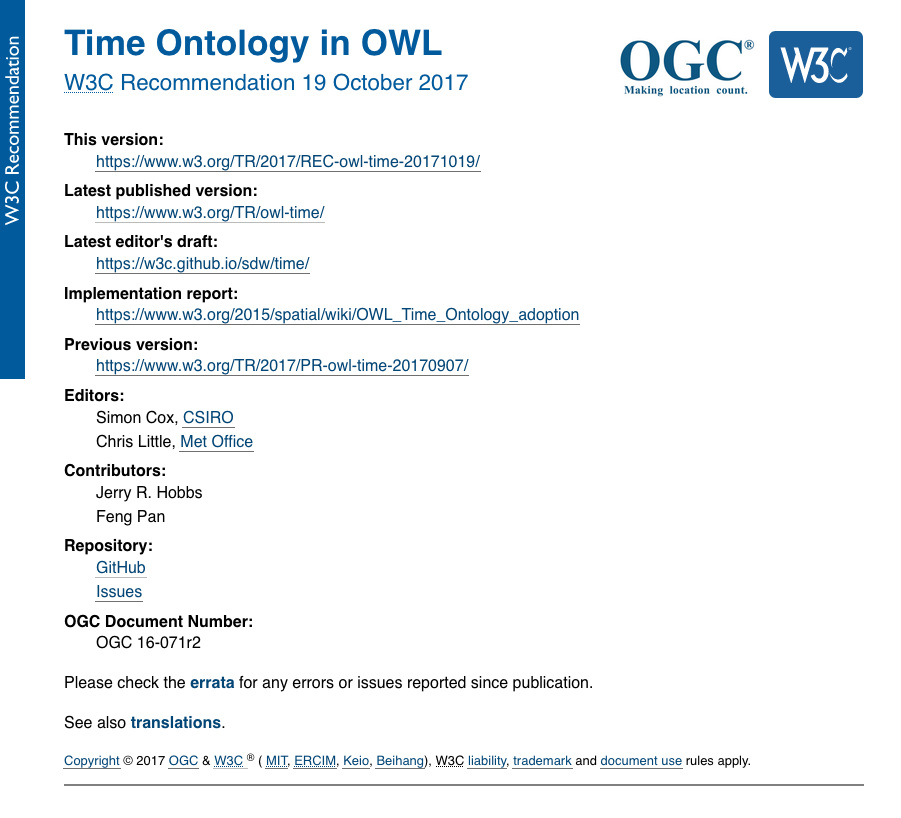 W3C Recommendation
Time Ontology in OWL
W3C Recommendation 19 October 2017
OGC®
Making location count.
W3C®
This version:
https://www.w3.org/TR/2017/REC-owl-time-20171019/
Latest published version:
https://www.w3.org/TR/owl-time/
Latest editor's draft:
https://w3c.github.io/sdw/time/
Implementation report:
https://www.w3.org/2015/spatial/wiki/OWL_Time_Ontology_adoption
Previous version:
https://www.w3.org/TR/2017/PR-owl-time-20170907/
Editors:
Simon Cox, CSIRO
Chris Little, Met Office
Contributors:
Jerry R. Hobbs
Feng Pan
Repository:
GitHub
Issues
OGC Document Number:
OGC 16-071r2
Please check the errata for any errors or issues reported since publication.
See also translations.
Copyright © 2017 OGC & W3C ® ( MIT, ERCIM, Keio, Beihang), W3C liability, trademark and document use rules apply.